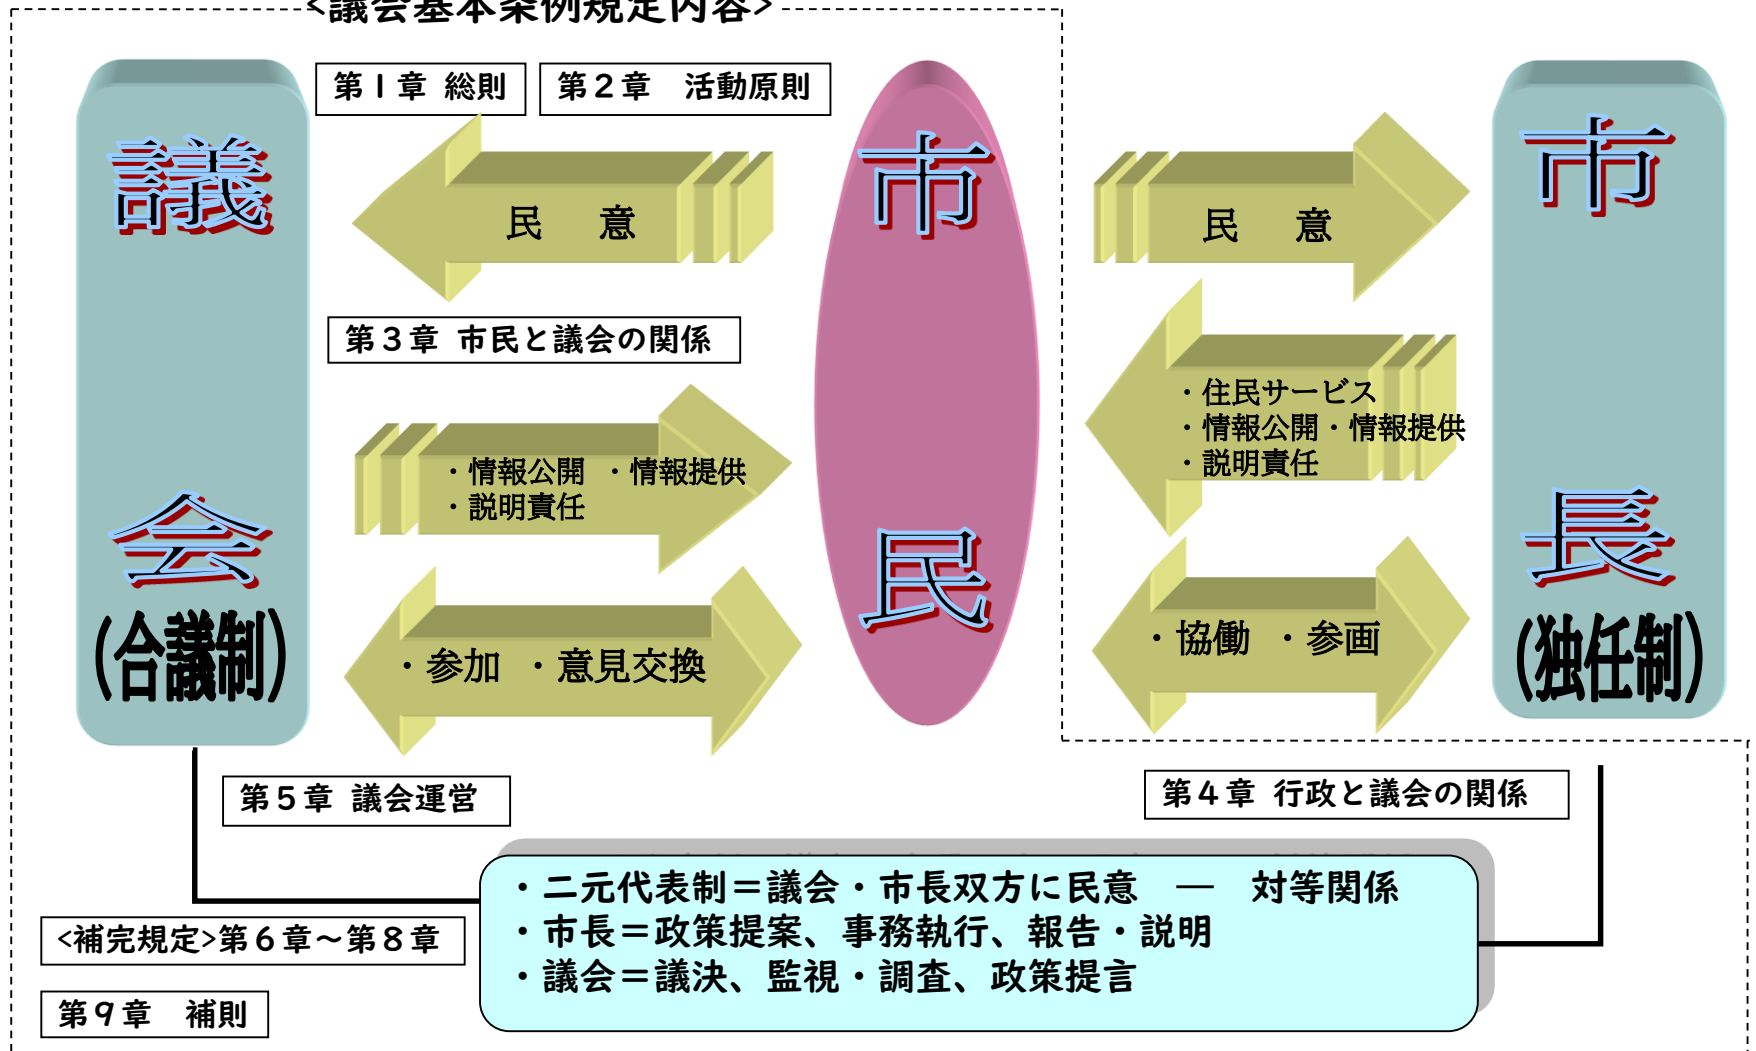 <議会基本条例規定内容>
第1章 総則
第2章　活動原則
議会
(合議制)
市民
市長
(独任制)
民　意
民　意
第3章 市民と議会の関係
・情報公開 ・情報提供
・説明責任
・住民サービス
・情報公開・情報提供
・説明責任
・参加 ・意見交換
・協働 ・参画
第5章 議会運営
第4章 行政と議会の関係
・二元代表制＝議会・市長双方に民意　―　対等関係
・市長＝政策提案、事務執行、報告・説明
・議会＝議決、監視・調査、政策提言
<補完規定>第6章～第8章
第9章　補則